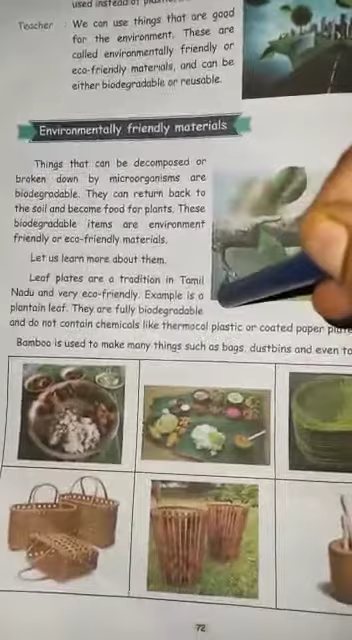 used instead of
Teacher : We can use things that are good
for the environment. These are
called environmentally friendly or
eco-friendly materials, and can be
either biodegradable or reusable.
Environmentally friendly materials
Things that can be decomposed or
broken down by microorganisms are
biodegradable. They can return back to
the soil and become food for plants. These
biodegradable items are environment
friendly or eco-friendly materials.
Let us learn more about them.
Leaf plates are a tradition in Tamil
Nadu and very eco-friendly. Example is a
plantain leaf. They are fully biodegradable
and do not contain chemicals like thermocol plastic or coated paper
Bamboo is used to make many things such as bags, dustbins and even
72